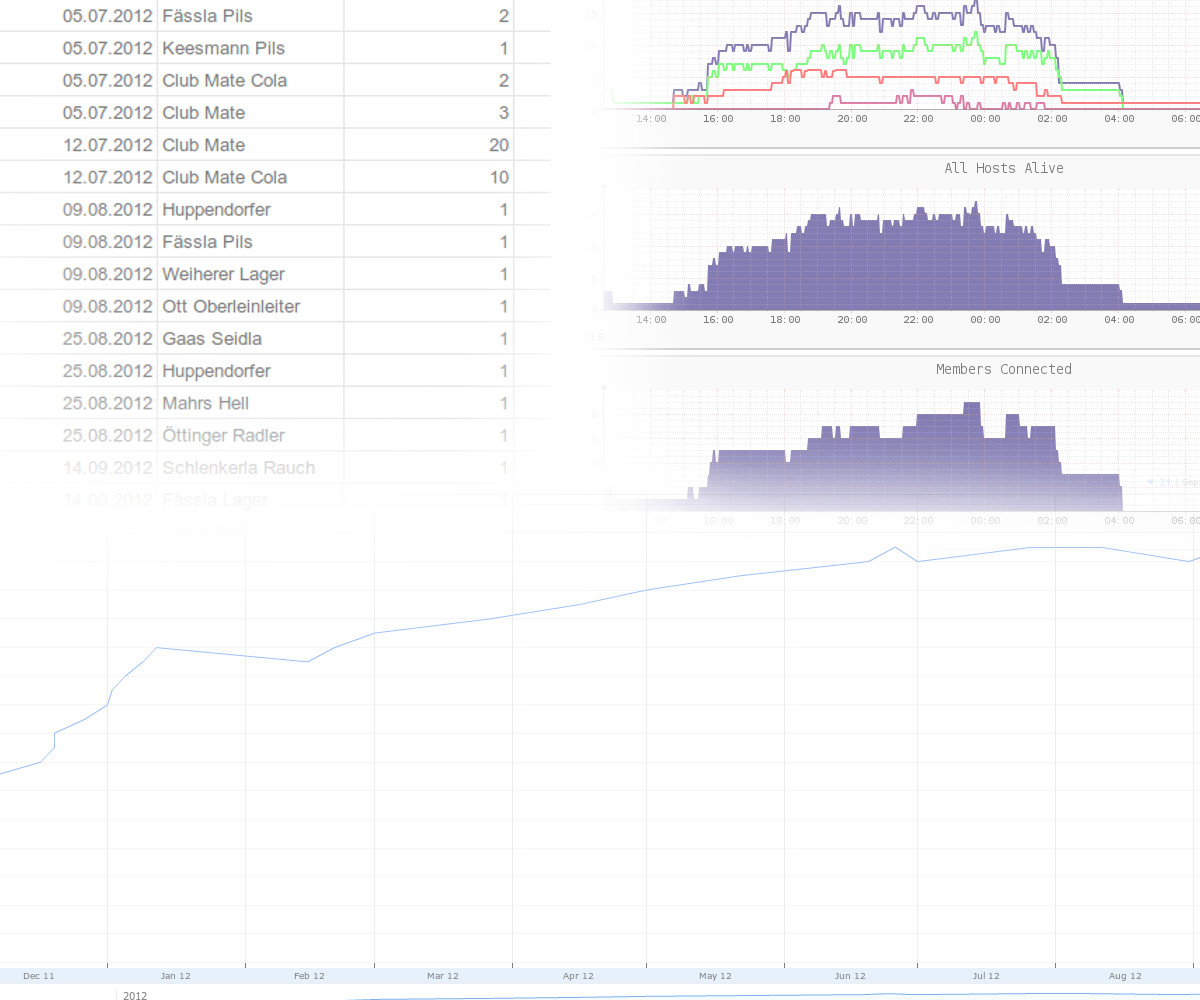 05.07.2012 Fässla Pils 2
05.07.2012 Keesmann Pils 1
05.07.2012 Club Mate Cola 2
05.07.2012 Club Mate 3
12.07.2012 Club Mate 20
12.07.2012 Club Mate Cola 10
09.08.2012 Huppendorfer 1
09.08.2012 Fässla Pils 1
09.08.2012 Weiherer Lager 1
09.08.2012 Ott Oberleinleiter 1
25.08.2012 Gaas Seidla 1
25.08.2012 Huppendorfer 1
25.08.2012 Mahrs Hell 1
25.08.2012 Öttinger Radler 1
14.09.2012 Schlenkerla Rauch 1
14.09.2012 Fässla Lager 1
14:00 16:00 18:00 20:00 22:00 00:00 02:00 04:00 06:00
All Hosts Alive
14:00 16:00 18:00 20:00 22:00 00:00 02:00 04:00 06:00
Members Connected
16:00 18:00 20:00 22:00 00:00 02:00 04:00 06:00
Dec 11 Jan 12 Feb 12 Mar 12 Apr 12 May 12 Jun 12 Jul 12 Aug 12
2012